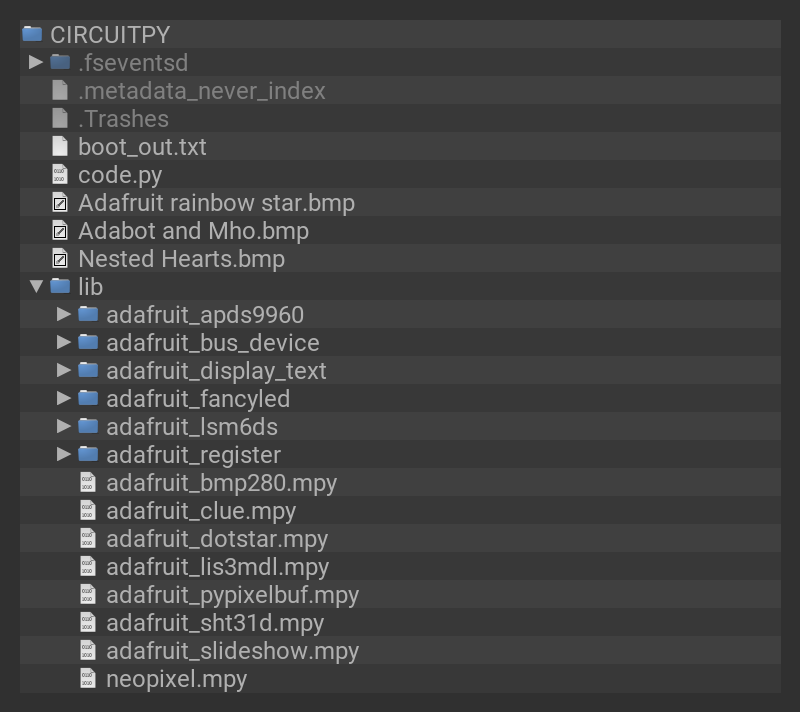 CIRCUITPY
.fseventsd
.metadata_never_index
.Trashes
boot_out.txt
code.py
Adafruit rainbow star.bmp
Adabot and Mho.bmp
Nested Hearts.bmp
lib
adafruit_apds9960
adafruit_bus_device
adafruit_display_text
adafruit_fancyled
adafruit_lsm6ds
adafruit_register
adafruit_bmp280.mpy
adafruit_clue.mpy
adafruit_dotstar.mpy
adafruit_lis3mdl.mpy
adafruit_pypixelbuf.mpy
adafruit_sht31d.mpy
adafruit_slideshow.mpy
neopixel.mpy